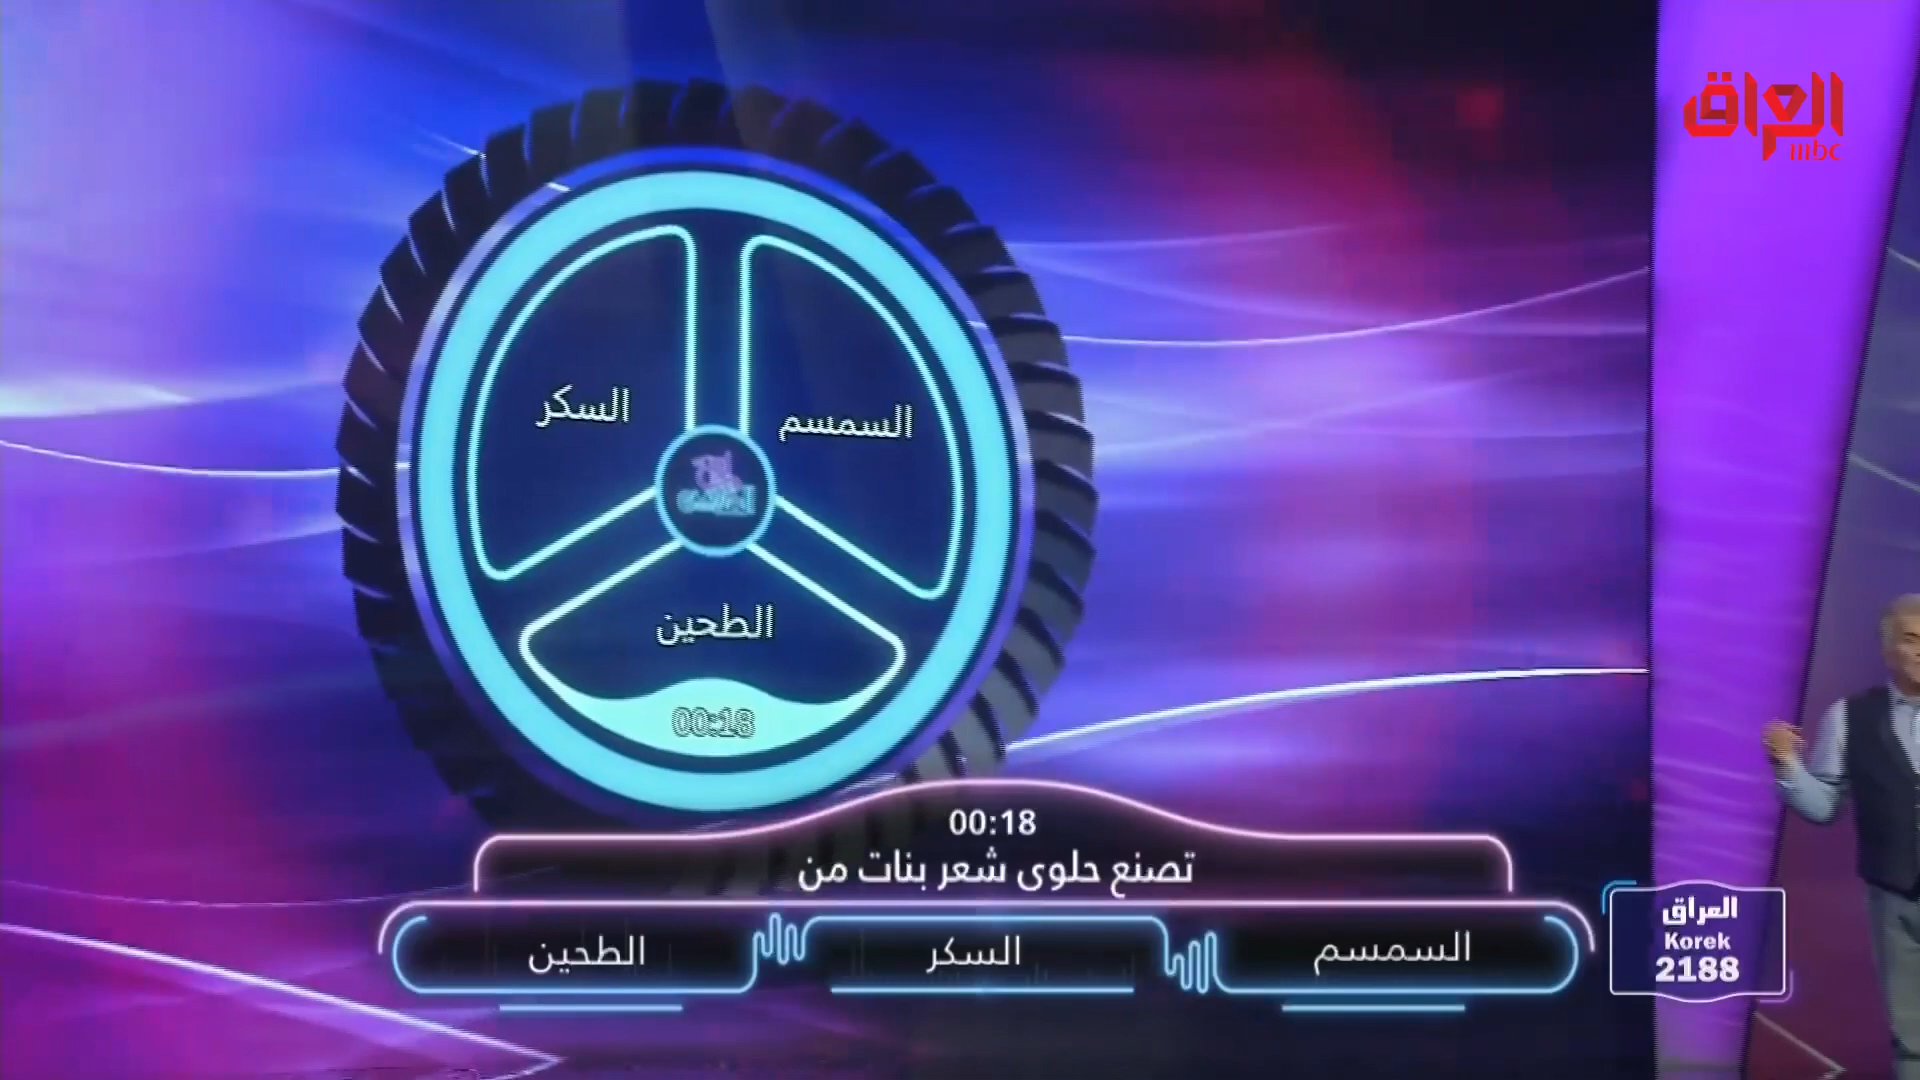 العراق
mbc
السكر
السمسم
الطحين
00:18
00:18
تصنع حلوى شعر بنات من
السمسم
السكر
الطحين
العراق
Korek
2188